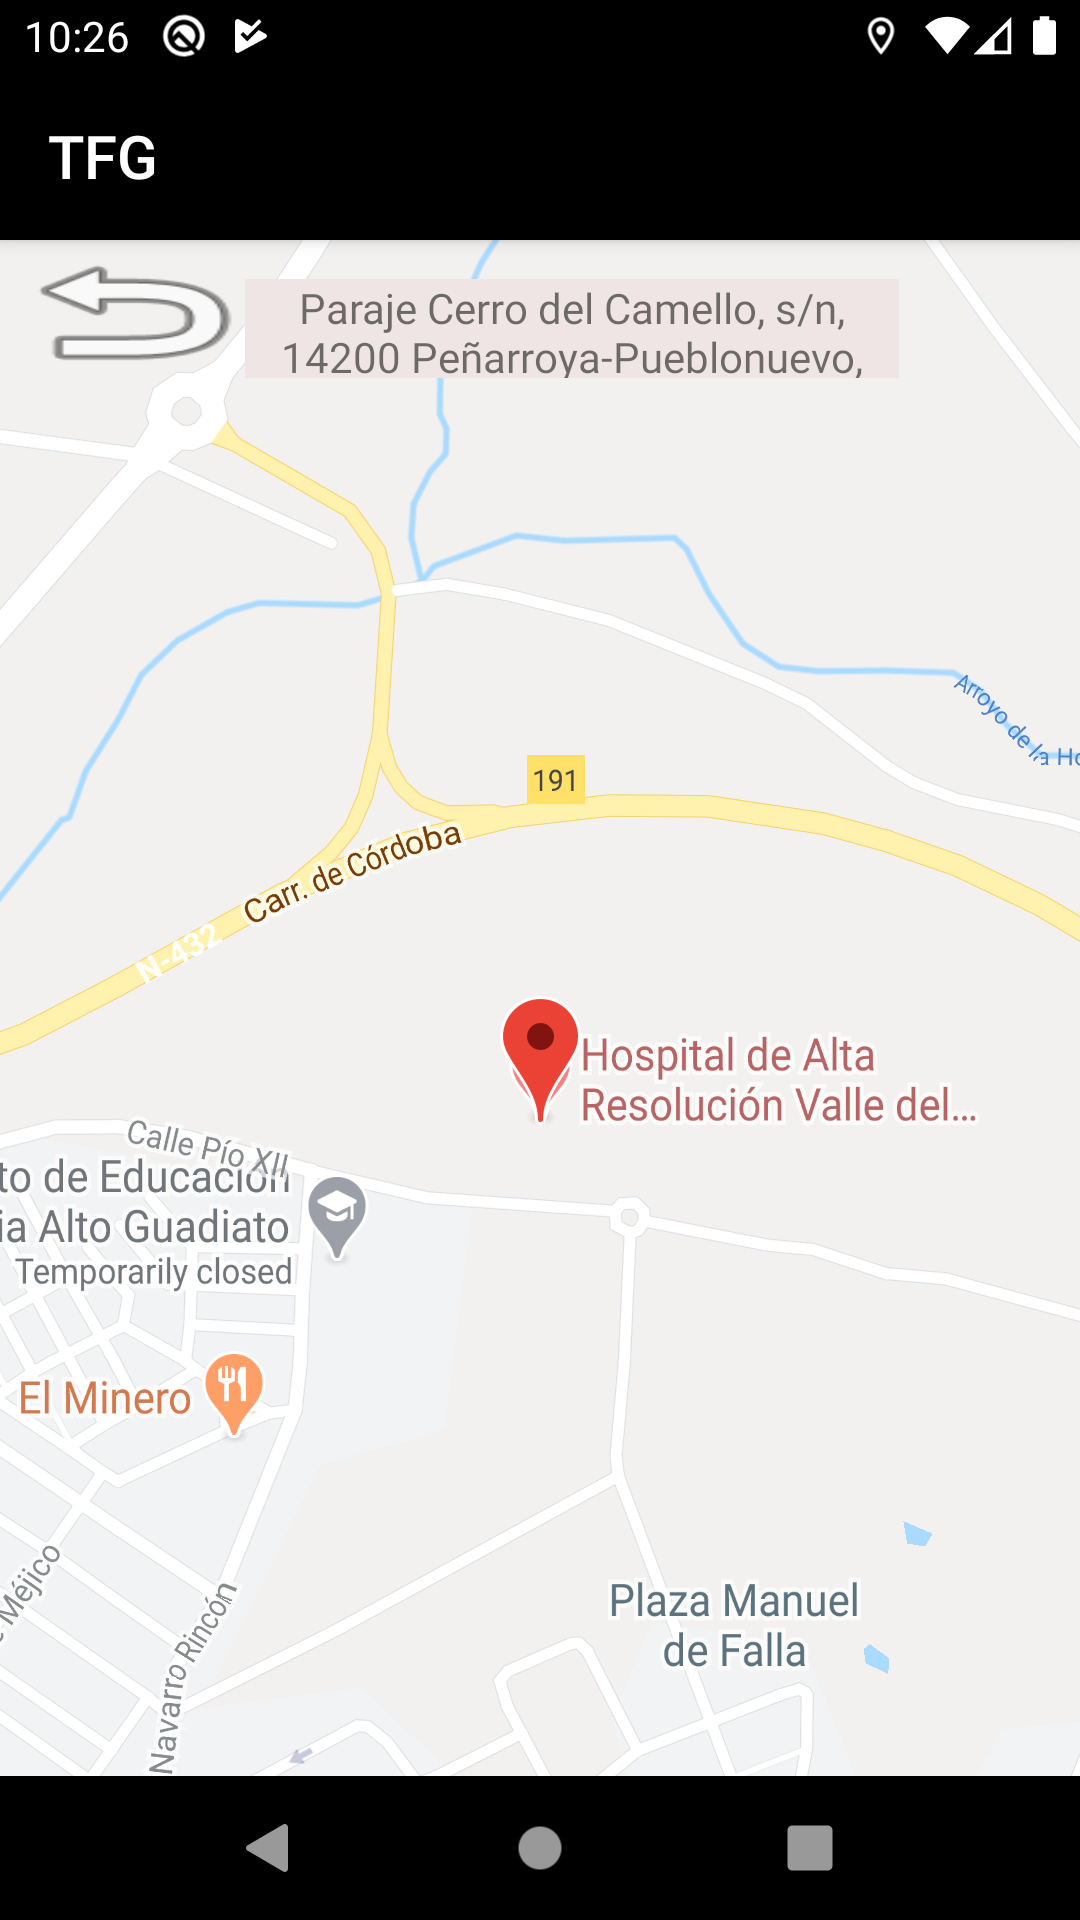 10:26
TFG
Paraje Cerro del Camello, s/n,
14200 Peñarroya-Pueblonuevo,
Arroyo de la Ho
191
Carr. de Córdoba
N-432
Hospital de Alta
Resolución Valle del...
Calle Pío XII
to de Educación
ia Alto Guadiato
Temporarily closed
El Minero
Méjico
Navarro Rincón
Plaza Manuel
de Falla